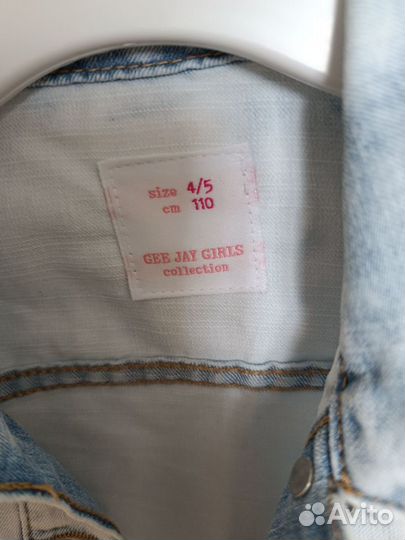 size 4/5
cm 110
GEE JAY GIRLS
collection
Avito